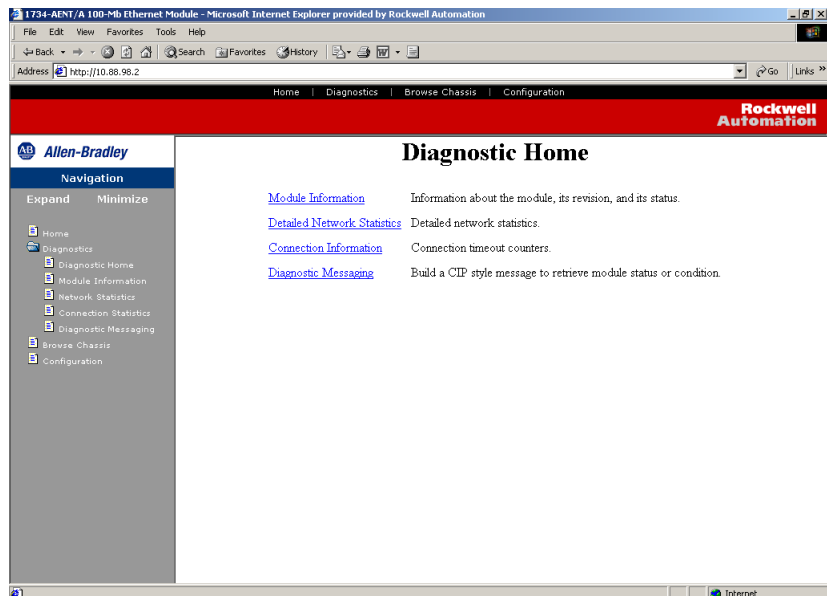 1734-AENT/A 100-Mb Ethernet Module - Microsoft Internet Explorer provided by Rockwell Automation
File Edit View Favorites Tools Help
Back Search Favorites History
Address http://10.88.98.2 Go Links »
Home | Diagnostics | Browse Chassis | Configuration
Rockwell
Automation
AB Allen-Bradley
Navigation
Expand Minimize
Home
Diagnostics
Diagnostic Home
Module Information
Network Statistics
Connection Statistics
Diagnostic Messaging
Browse Chassis
Configuration
Diagnostic Home
Module Information Information about the module, its revision, and its status.
Detailed Network Statistics Detailed network statistics.
Connection Information Connection timeout counters.
Diagnostic Messaging Build a CIP style message to retrieve module status or condition.
Internet